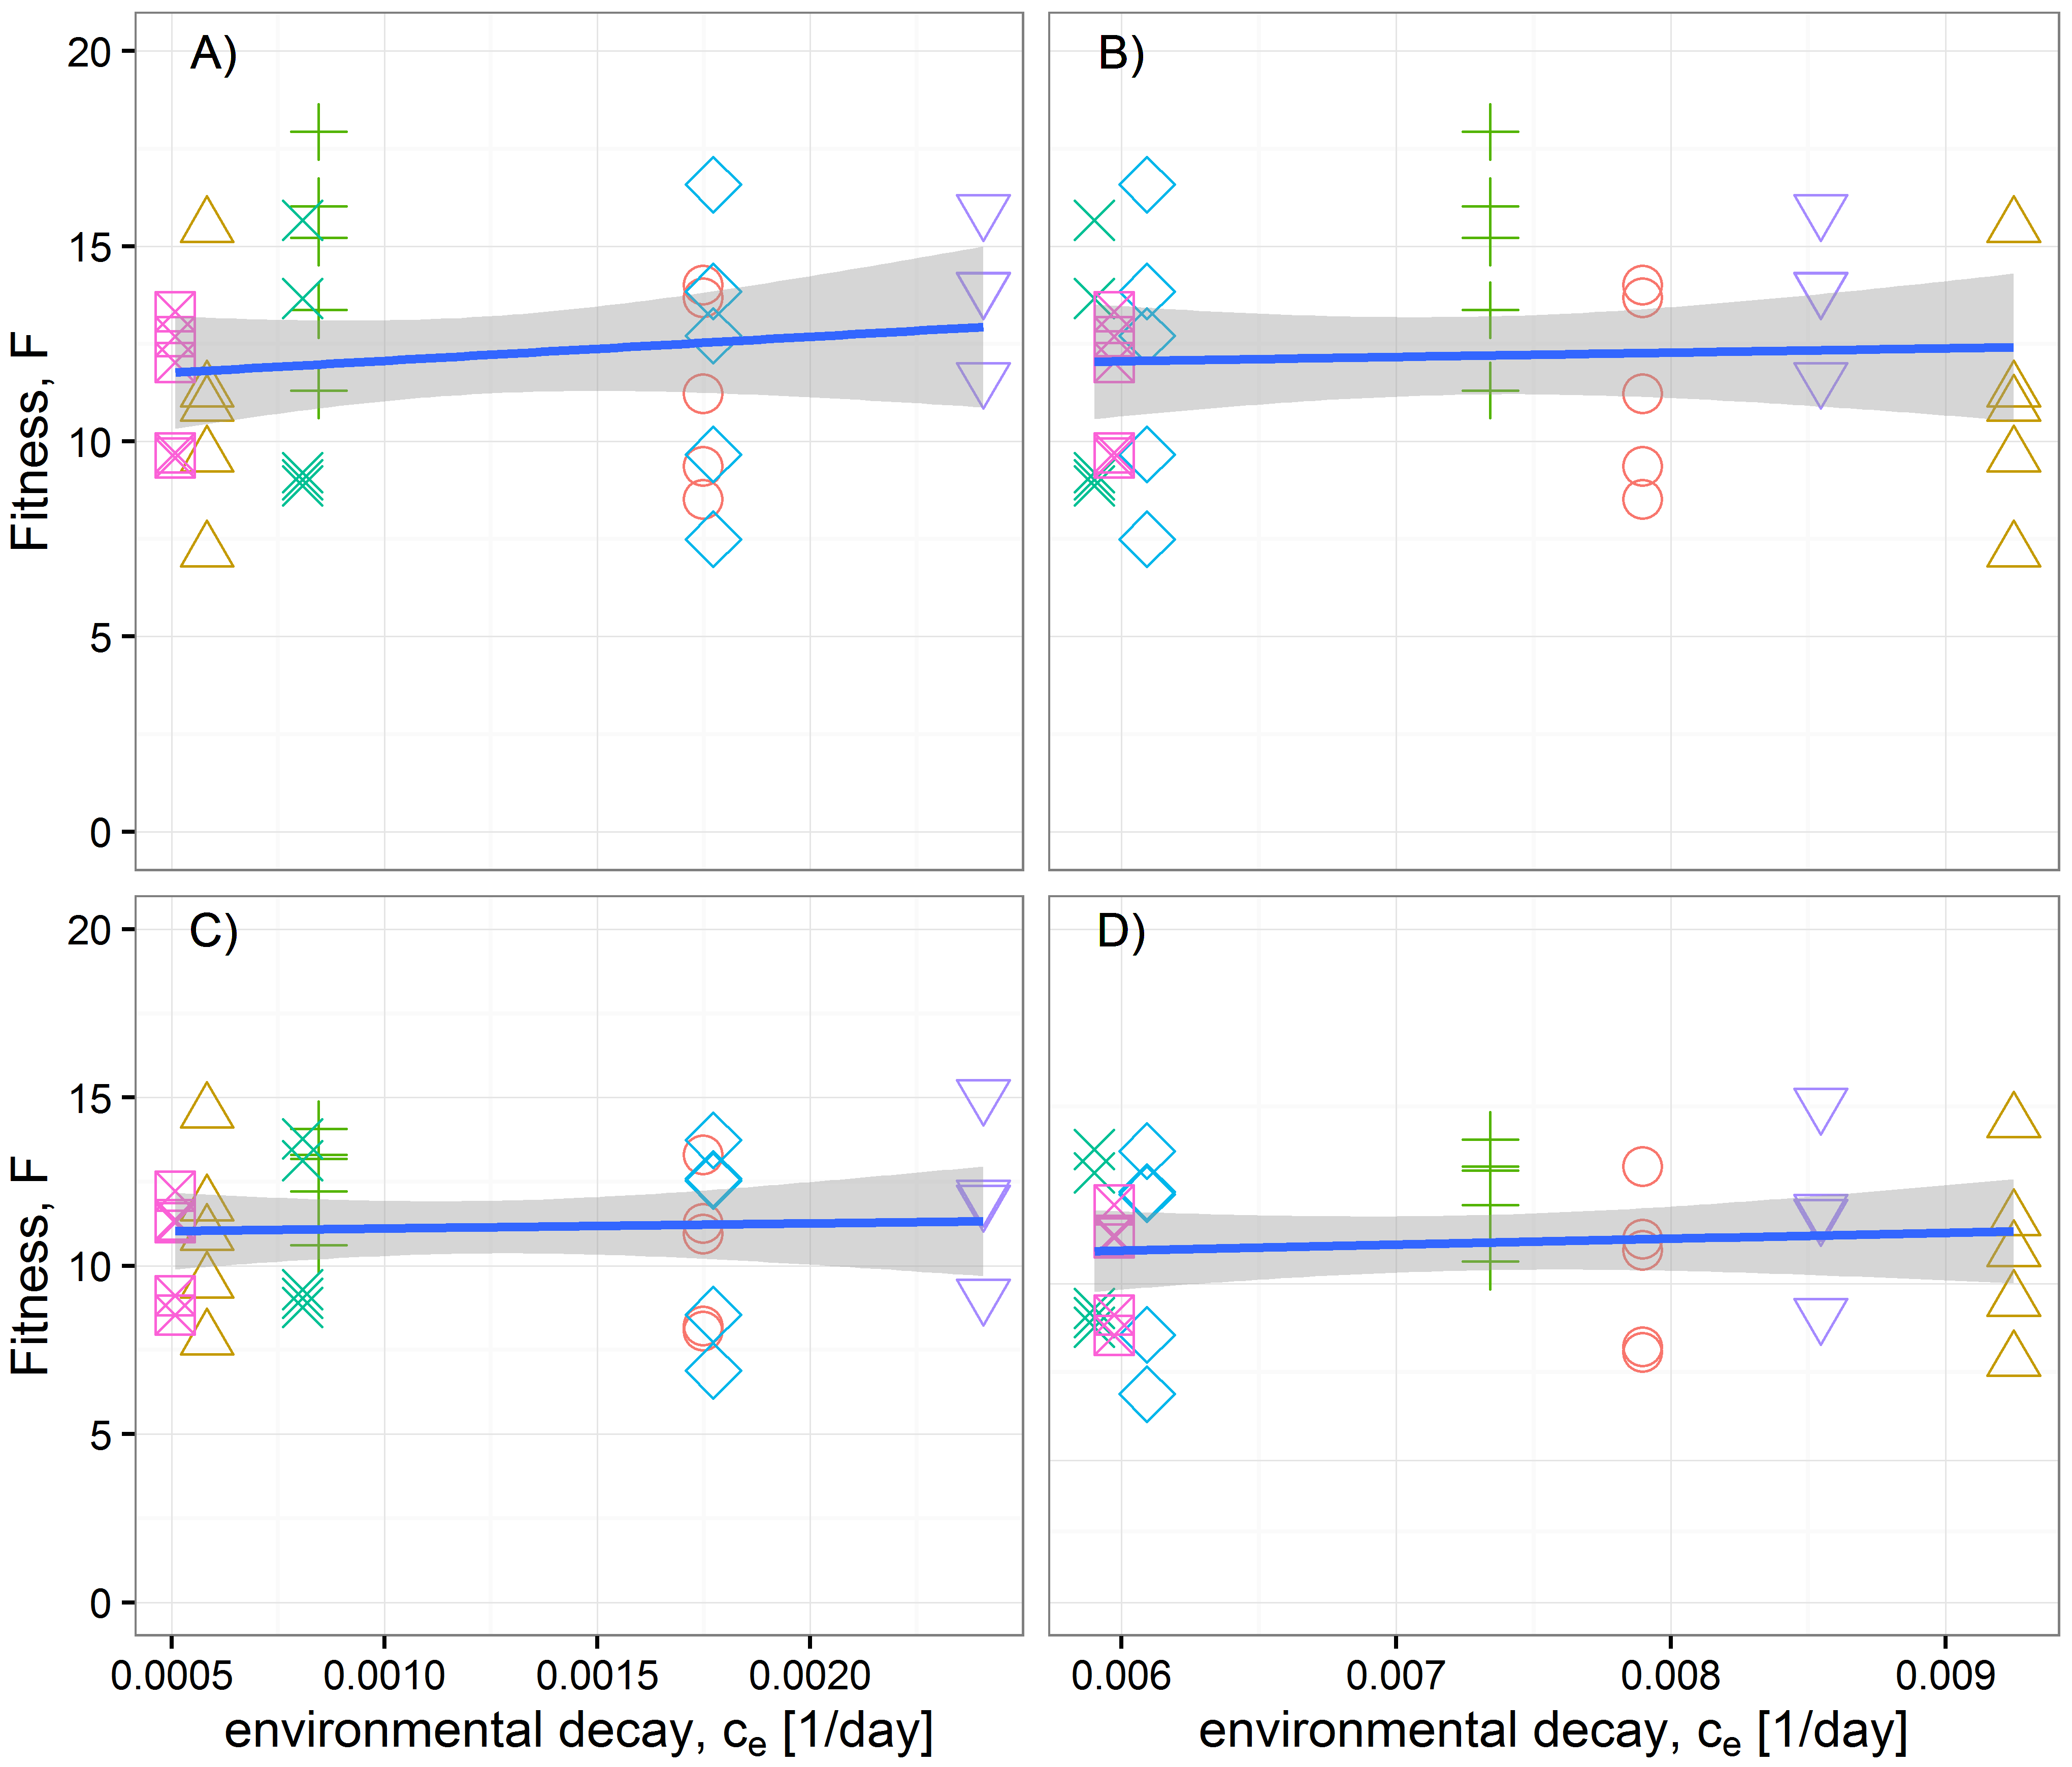 A)
B)
20
15
10
5
0
Fitness, F
C)
D)
20
15
10
5
0
Fitness, F
0.0005 0.0010 0.0015 0.0020
0.006 0.007 0.008 0.009
environmental decay, cₑ [1/day]
environmental decay, cₑ [1/day]